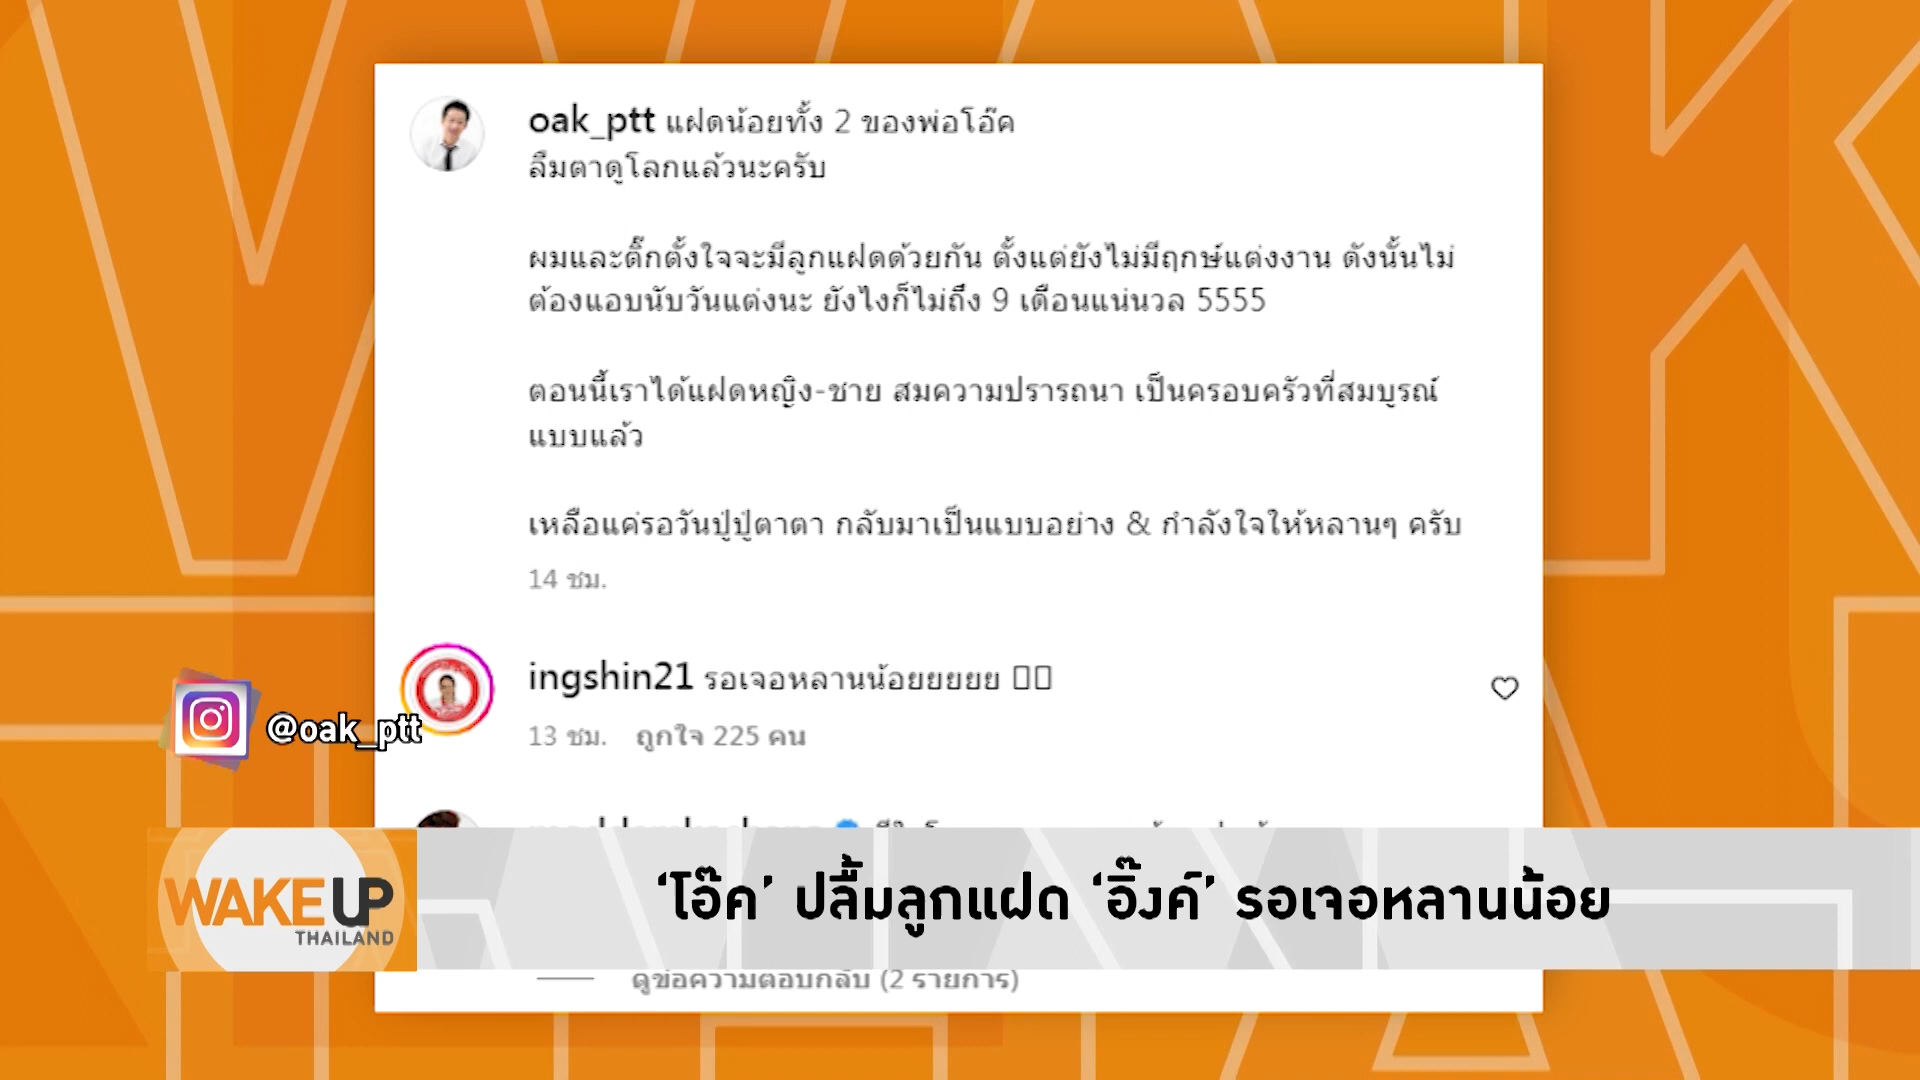 oak_ptt แฝดน้อยทั้ง 2 ของพ่อโอ๊ค
ลืมตาดูโลกแล้วนะครับ
ผมและติ๊กตั้งใจจะมีลูกแฝดด้วยกัน ตั้งแต่ยังไม่มีฤกษ์แต่งงาน ดังนั้นไม่
ต้องแอบนับวันแต่งนะ ยังไงก็ไม่ถึง 9 เดือนแน่นวล 5555
ตอนนี้เราได้แฝดหญิง-ชาย สมความปรารถนา เป็นครอบครัวที่สมบูรณ์
แบบแล้ว
เหลือแค่รอวันปู่ปู่ตาตา กลับมาเป็นแบบอย่าง & กำลังใจให้หลานๆ ครับ
14 ชม.
ingshin21 รอเจอหลานน้อยยยยย
13 ชม. ถูกใจ 225 คน
@oak_ptt
WAKE UP
THAILAND
‘โอ๊ค’ ปลื้มลูกแฝด ‘อิ๊งค์’ รอเจอหลานน้อย
ดูข้อความตอบกลับ (2 รายการ)